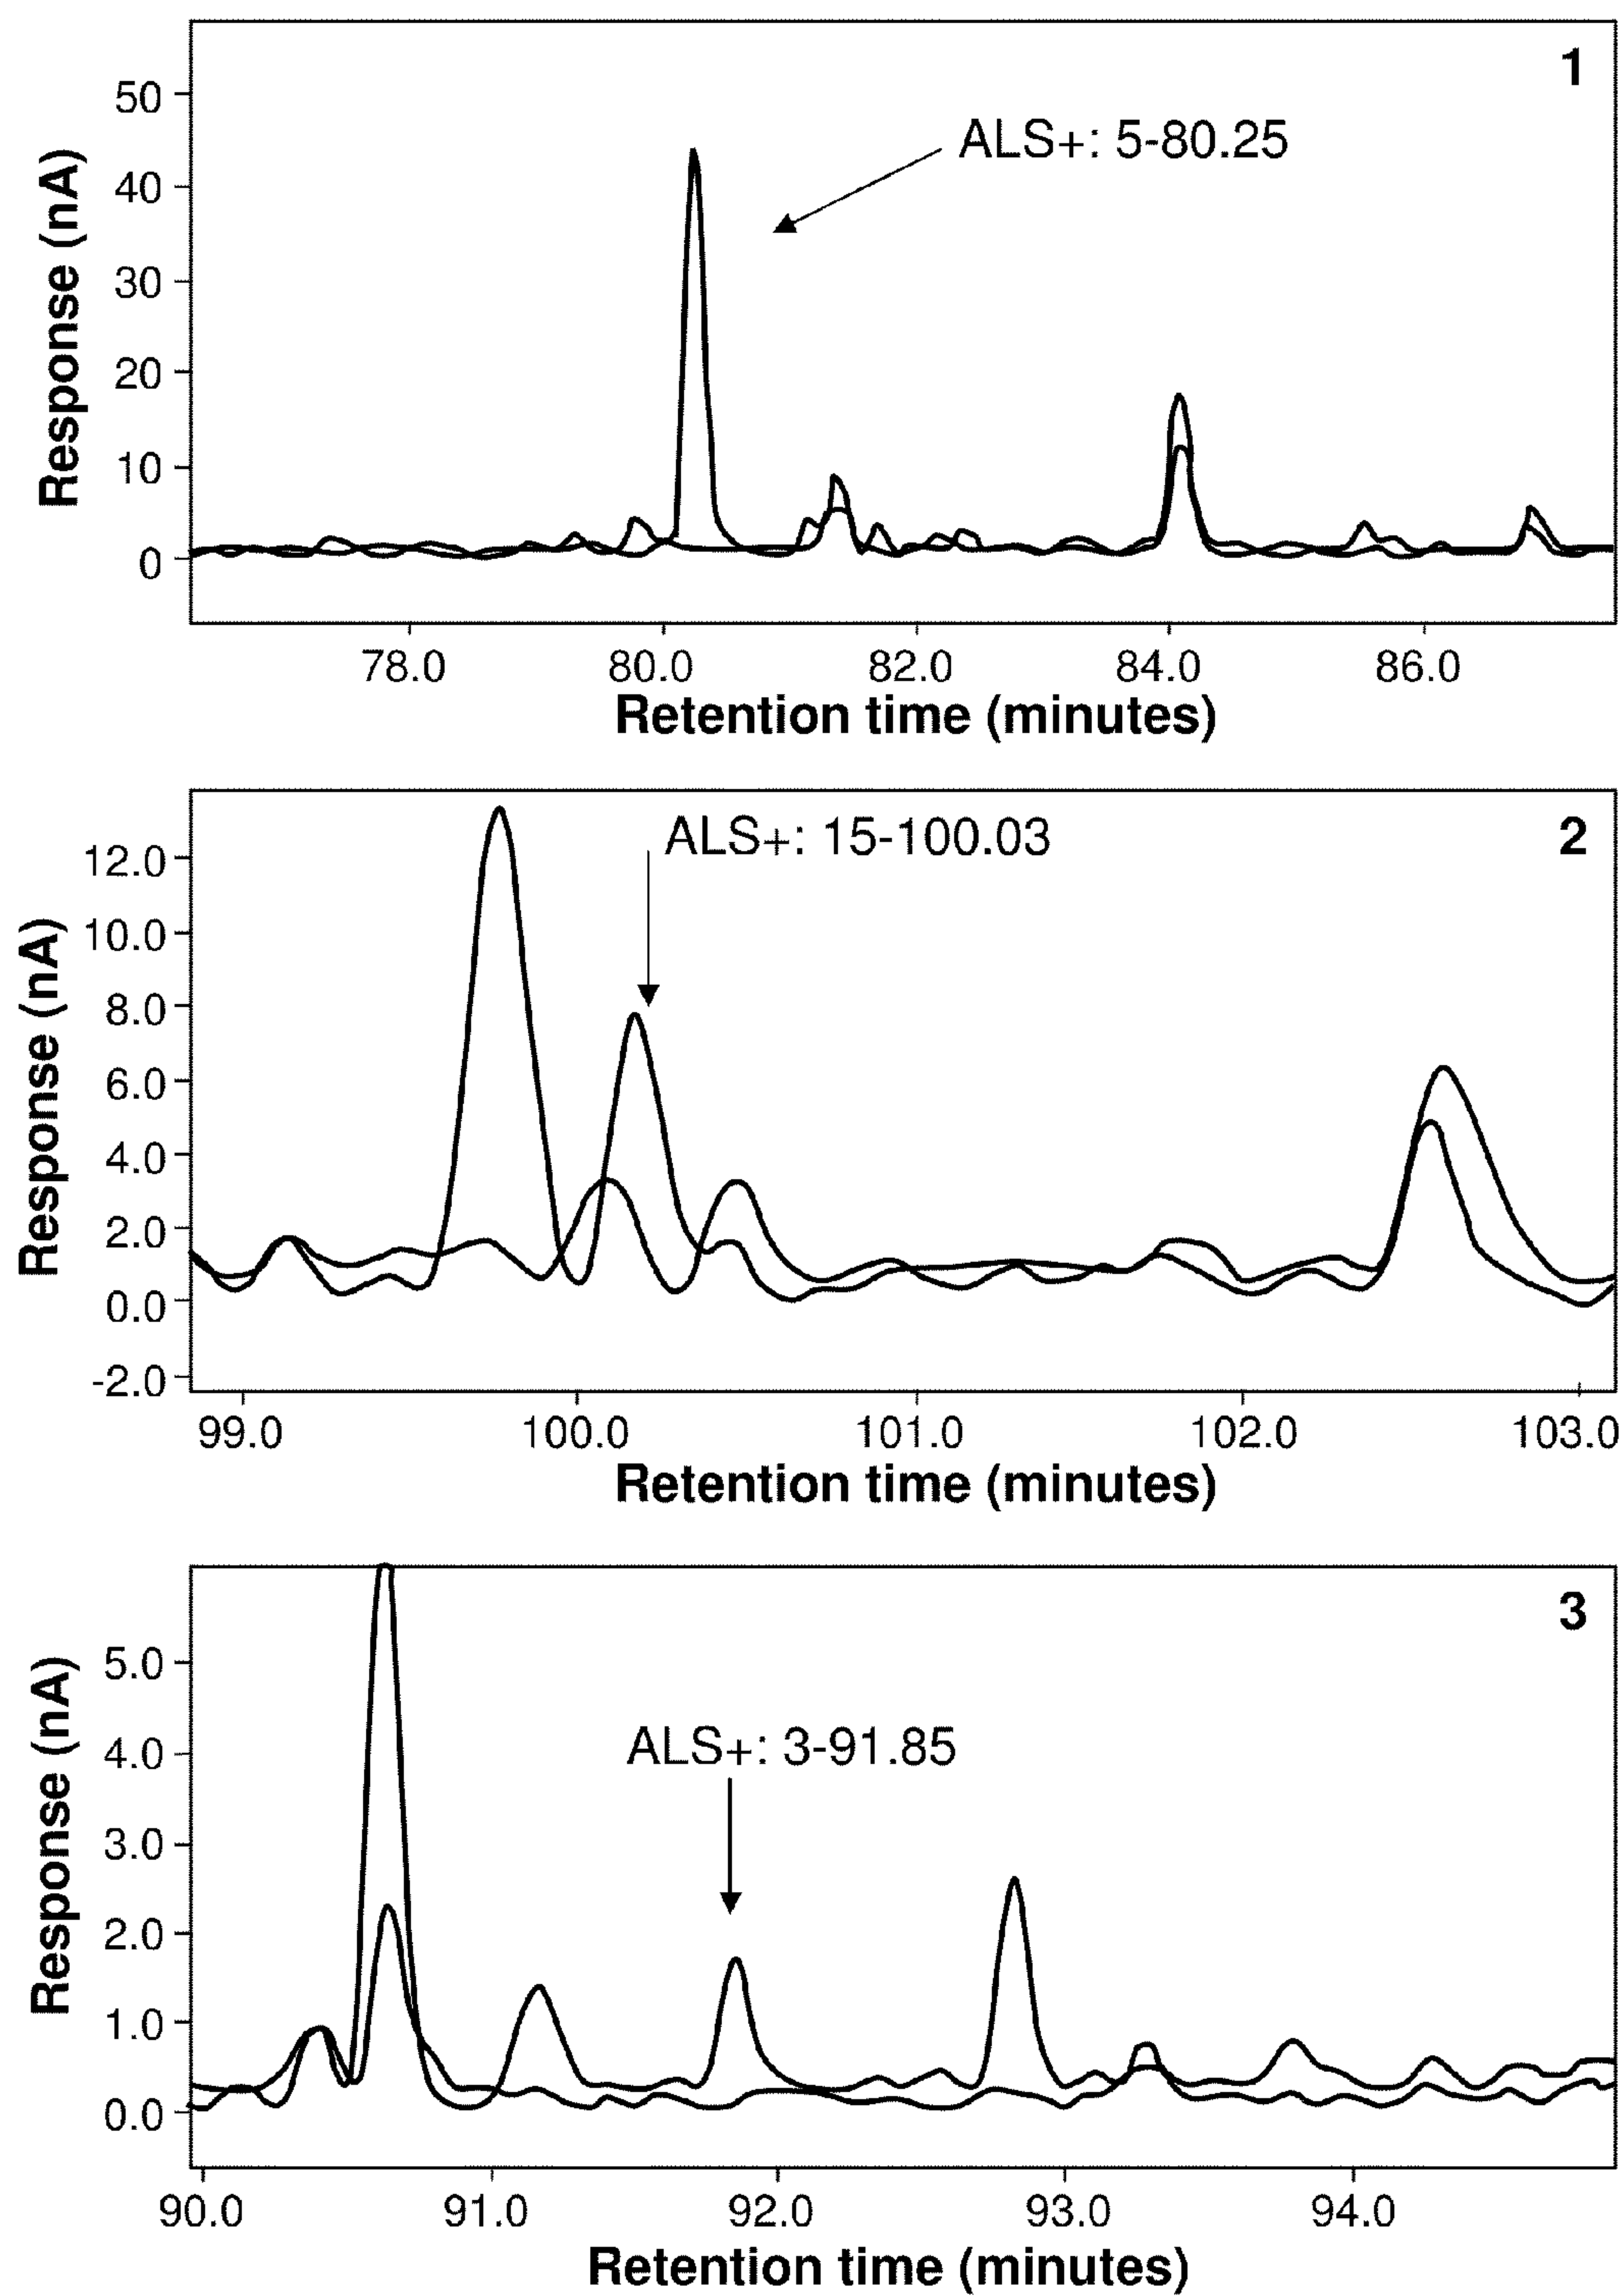 1
50
ALS+: 5-80.25
40
30
20
10
0
Response (nA)
78.0 80.0 82.0 84.0 86.0
Retention time (minutes)
2
ALS+: 15-100.03
12.0
10.0
8.0
6.0
4.0
2.0
0.0
-2.0
Response (nA)
99.0 100.0 101.0 102.0 103.0
Retention time (minutes)
3
5.0
ALS+: 3-91.85
4.0
3.0
2.0
1.0
0.0
Response (nA)
90.0 91.0 92.0 93.0 94.0
Retention time (minutes)